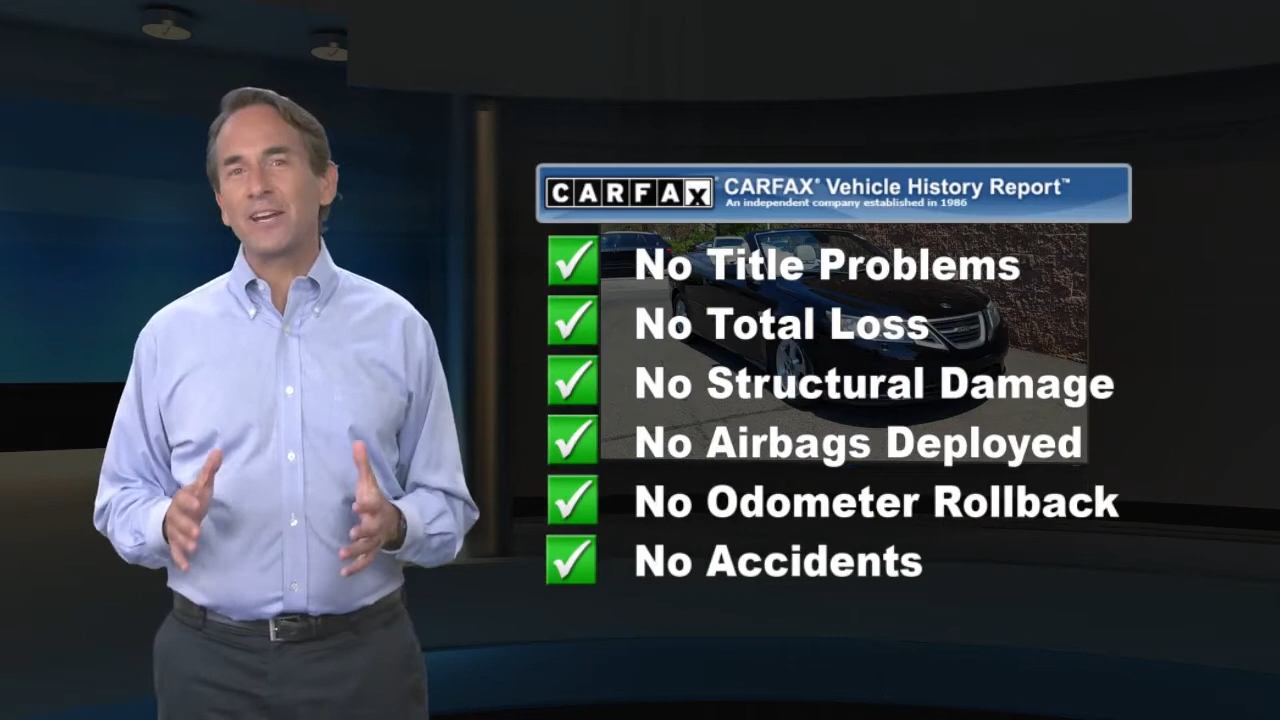 CARFAX CARFAX® Vehicle History Report™
An independent company established in 1986
No Title Problems
No Total Loss
No Structural Damage
No Airbags Deployed
No Odometer Rollback
No Accidents